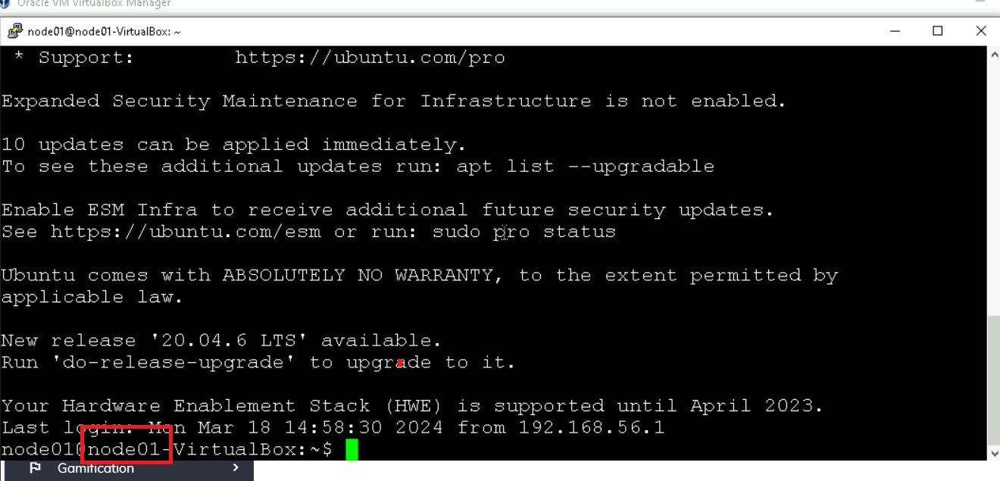 Oracle VM VirtualBox Manager
node01@node01-VirtualBox: ~
* Support:        https://ubuntu.com/pro
Expanded Security Maintenance for Infrastructure is not enabled.
10 updates can be applied immediately.
To see these additional updates run: apt list --upgradable
Enable ESM Infra to receive additional future security updates.
See https://ubuntu.com/esm or run: sudo pro status
Ubuntu comes with ABSOLUTELY NO WARRANTY, to the extent permitted by
applicable law.
New release '20.04.6 LTS' available.
Run 'do-release-upgrade' to upgrade to it.
Your Hardware Enablement Stack (HWE) is supported until April 2023.
Last login: Mon Mar 18 14:58:30 2024 from 192.168.56.1
node01@node01-VirtualBox:~$
Gamification